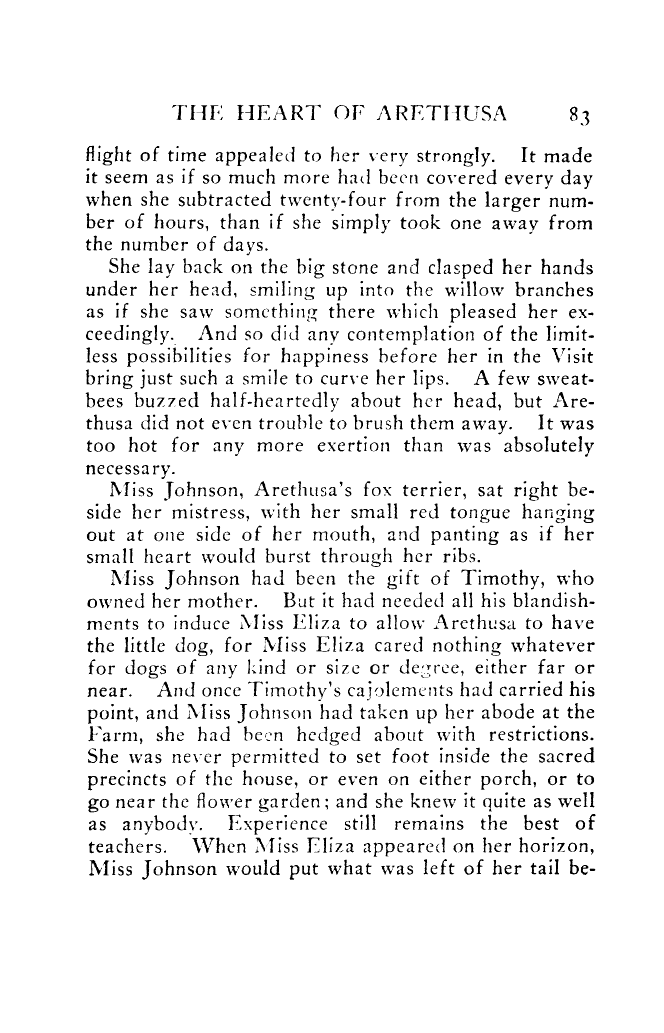 THE HEART OF ARETHUSA 83
flight of time appealed to her very strongly. It made
it seem as if so much more had been covered every day
when she subtracted twenty-four from the larger num-
ber of hours, than if she simply took one away from
the number of days.
She lay back on the big stone and clasped her hands
under her head, smiling up into the willow branches
as if she saw something there which pleased her ex-
ceedingly. And so did any contemplation of the limit-
less possibilities for happiness before her in the Visit
bring just such a smile to curve her lips. A few sweat-
bees buzzed half-heartedly about her head, but Are-
thusa did not even trouble to brush them away. It was
too hot for any more exertion than was absolutely
necessary.
Miss Johnson, Arethusa's fox terrier, sat right be-
side her mistress, with her small red tongue hanging
out at one side of her mouth, and panting as if her
small heart would burst through her ribs.
Miss Johnson had been the gift of Timothy, who
owned her mother. But it had needed all his blandish-
ments to induce Miss Eliza to allow Arethusa to have
the little dog, for Miss Eliza cared nothing whatever
for dogs of any kind or size or degree, either far or
near. And once Timothy's cajolements had carried his
point, and Miss Johnson had taken up her abode at the
Farm, she had been hedged about with restrictions.
She was never permitted to set foot inside the sacred
precincts of the house, or even on either porch, or to
go near the flower garden; and she knew it quite as well
as anybody. Experience still remains the best of
teachers. When Miss Eliza appeared on her horizon,
Miss Johnson would put what was left of her tail be-